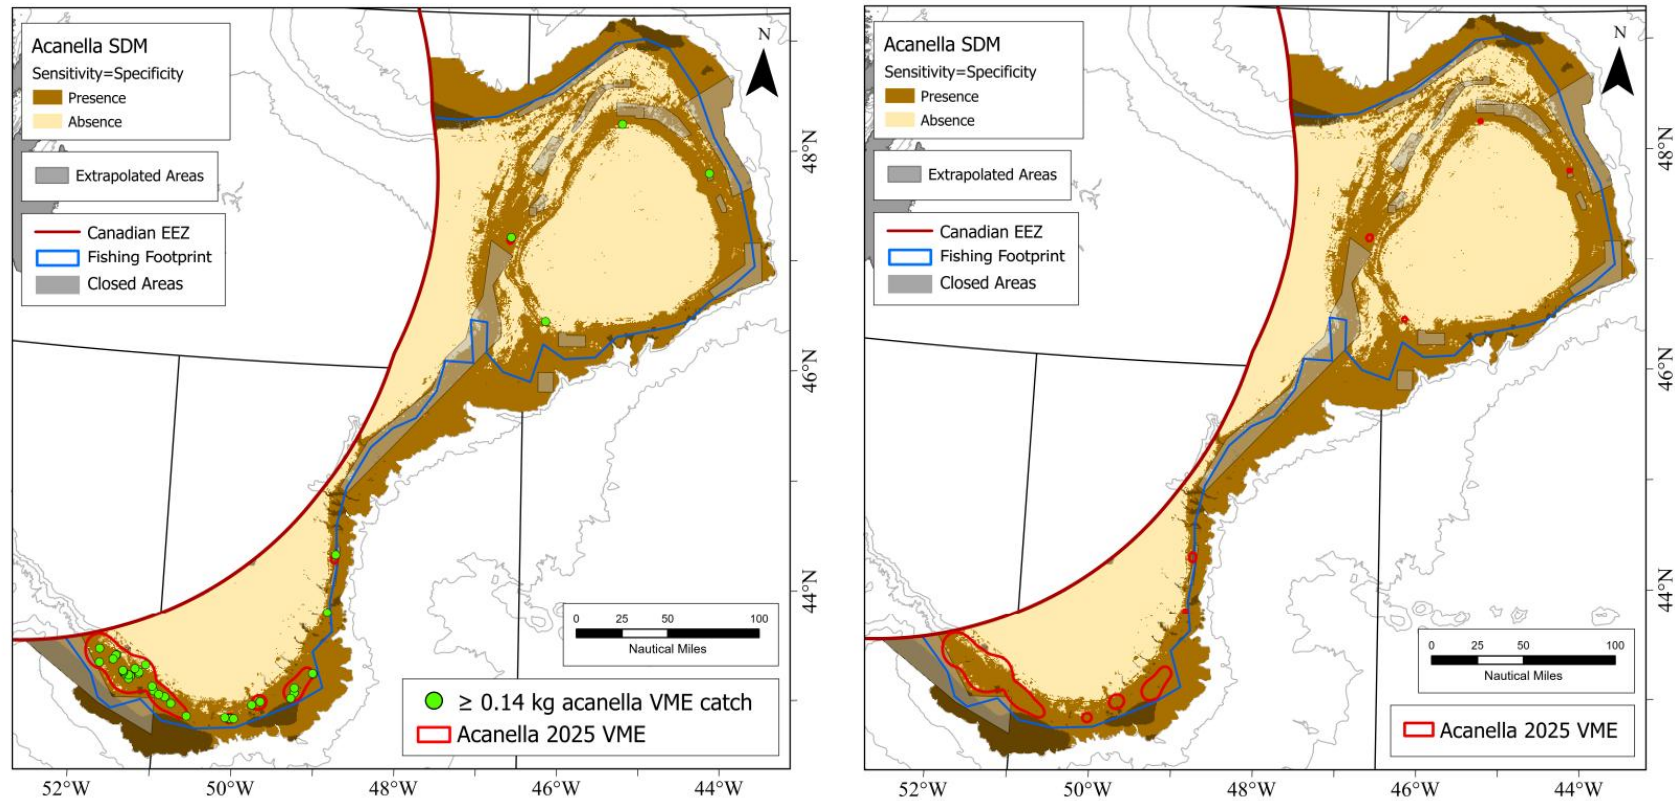 Acanella SDM
Sensitivity=Specificity
Presence
Absence
Extrapolated Areas
Canadian EEZ
Fishing Footprint
Closed Areas
N
48°N
46°N
44°N
0 25 50 100
Nautical Miles
≥ 0.14 kg acanella VME catch
Acanella 2025 VME
52°W 50°W 48°W 46°W 44°W
Acanella SDM
Sensitivity=Specificity
Presence
Absence
Extrapolated Areas
Canadian EEZ
Fishing Footprint
Closed Areas
N
48°N
46°N
44°N
0 25 50 100
Nautical Miles
Acanella 2025 VME
52°W 50°W 48°W 46°W 44°W